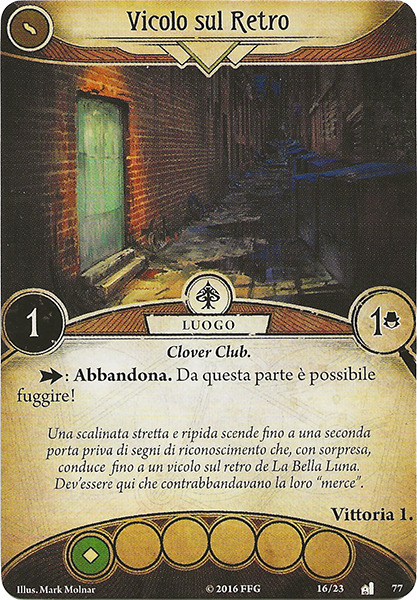 Vicolo sul Retro
1
LUOGO
1
Clover Club.
: Abbandona. Da questa parte è possibile
fuggire!
Una scalinata stretta e ripida scende fino a una seconda
porta priva di segni di riconoscimento che, con sorpresa,
conduce fino a un vicolo sul retro de La Bella Luna.
Dev'essere qui che contrabbandavano la loro “merce”.
Vittoria 1.
Illus. Mark Molnar
© 2016 FFG
16/23
77